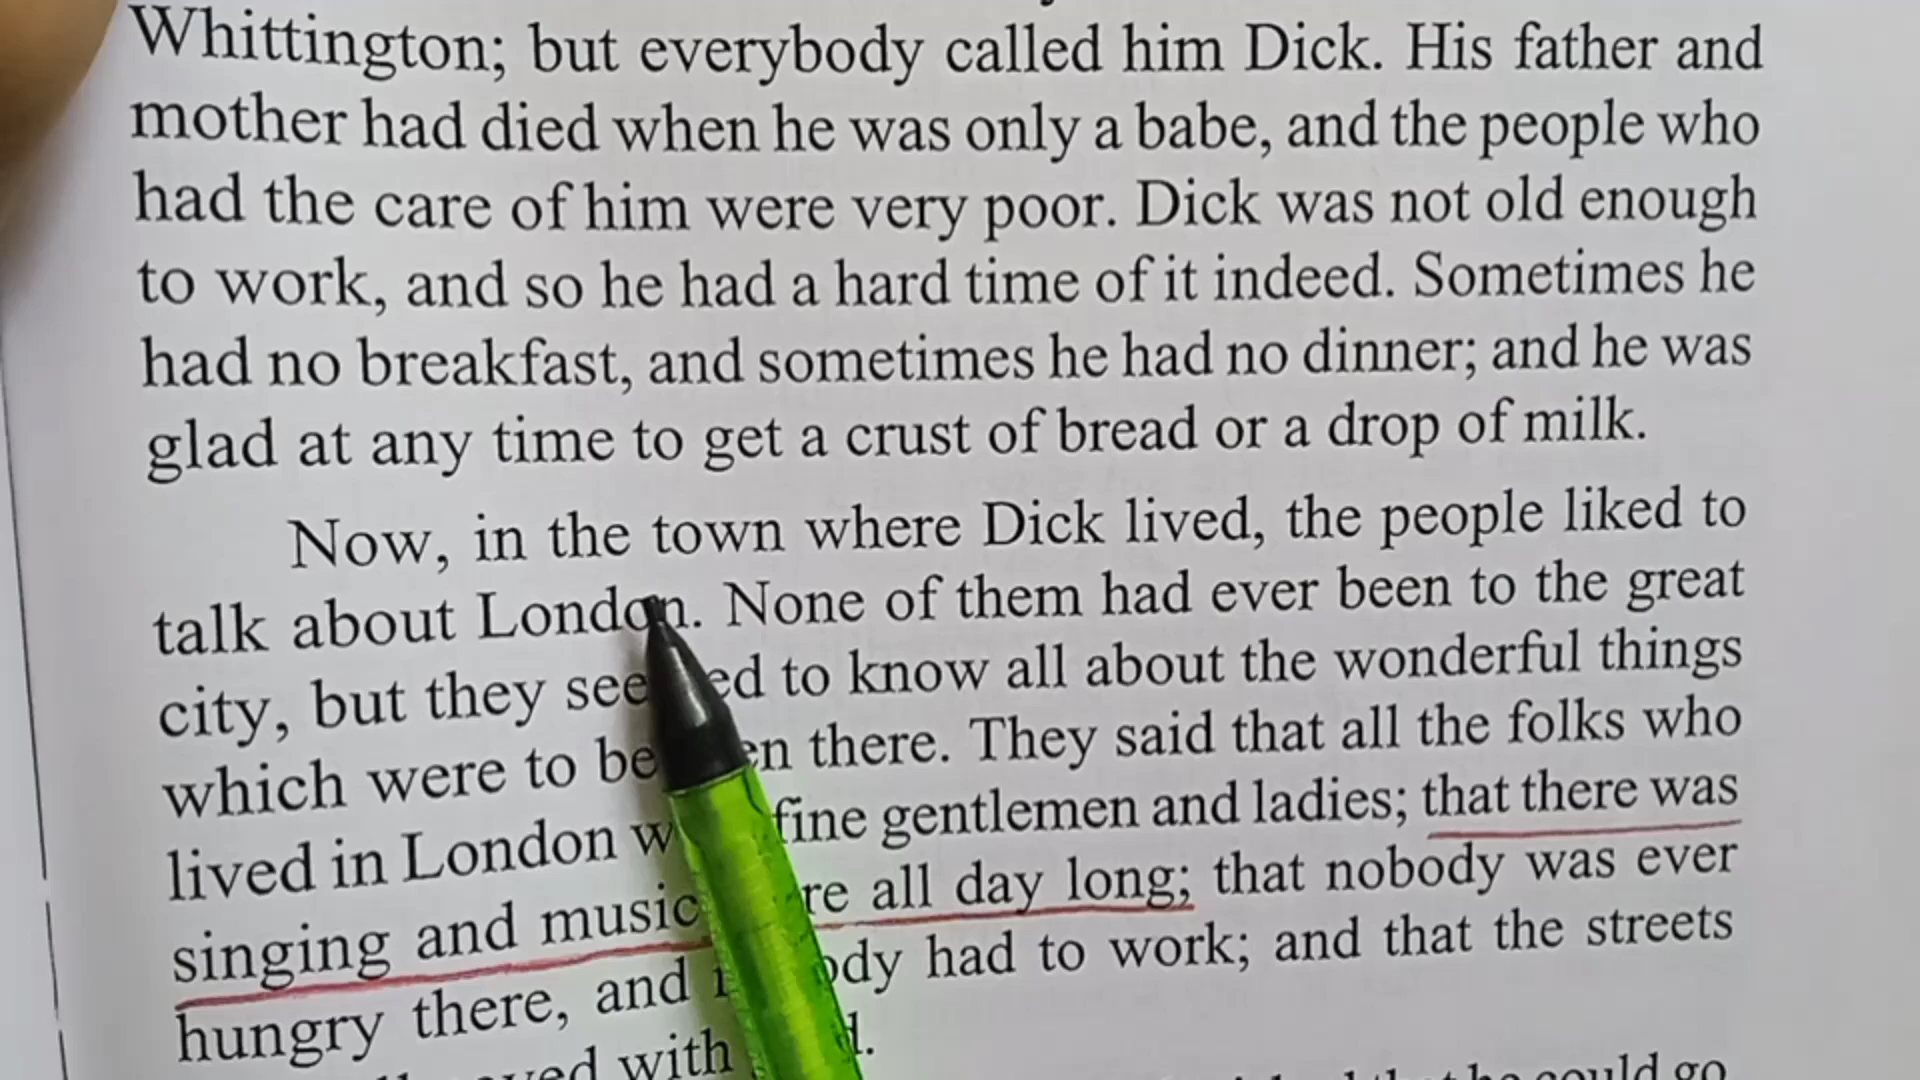 Whittington; but everybody called him Dick. His father and
mother had died when he was only a babe, and the people who
had the care of him were very poor. Dick was not old enough
to work, and so he had a hard time of it indeed. Sometimes he
had no breakfast, and sometimes he had no dinner; and he was
glad at any time to get a crust of bread or a drop of milk.
Now, in the town where Dick lived, the people liked to
talk about London. None of them had ever been to the great
city, but they to know all about the wonderful things
which were to be there. They said that all the folks who
lived in London fine gentlemen and ladies; that there was
singing and music all day long; that nobody was ever
hungry there, and had to work; and that the streets
with
could go